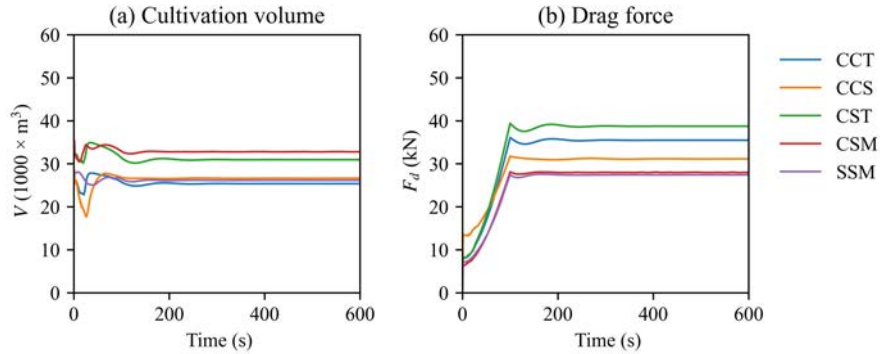 (a) Cultivation volume
60
50
40
30
20
10
0
V (1000 × m³)
0 200 400 600
Time (s)
(b) Drag force
60
50
40
30
20
10
0
F_d (kN)
0 200 400 600
Time (s)
CCT
CCS
CST
CSM
SSM